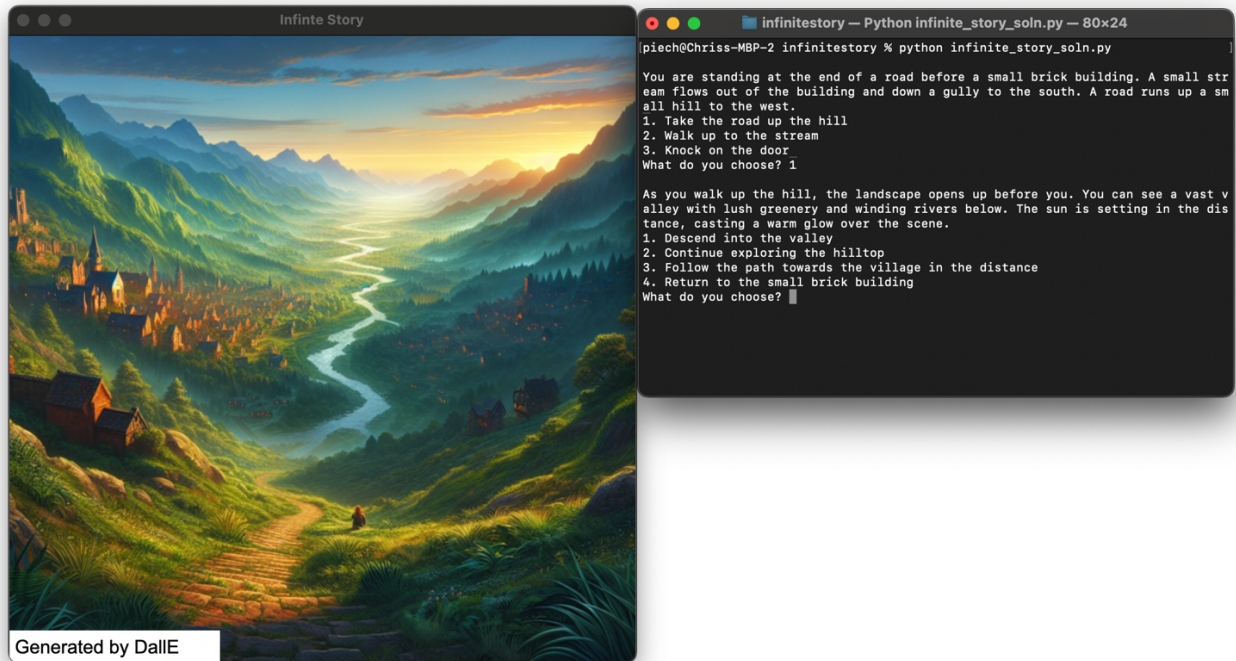 Infinte Story
Generated by DallE
infinitestory — Python infinite_story_soln.py — 80×24
[piech@Chriss-MBP-2 infinitestory % python infinite_story_soln.py ]
You are standing at the end of a road before a small brick building. A small str
eam flows out of the building and down a gully to the south. A road runs up a sm
all hill to the west.
1. Take the road up the hill
2. Walk up to the stream
3. Knock on the door
What do you choose? 1
As you walk up the hill, the landscape opens up before you. You can see a vast v
alley with lush greenery and winding rivers below. The sun is setting in the dis
tance, casting a warm glow over the scene.
1. Descend into the valley
2. Continue exploring the hilltop
3. Follow the path towards the village in the distance
4. Return to the small brick building
What do you choose?